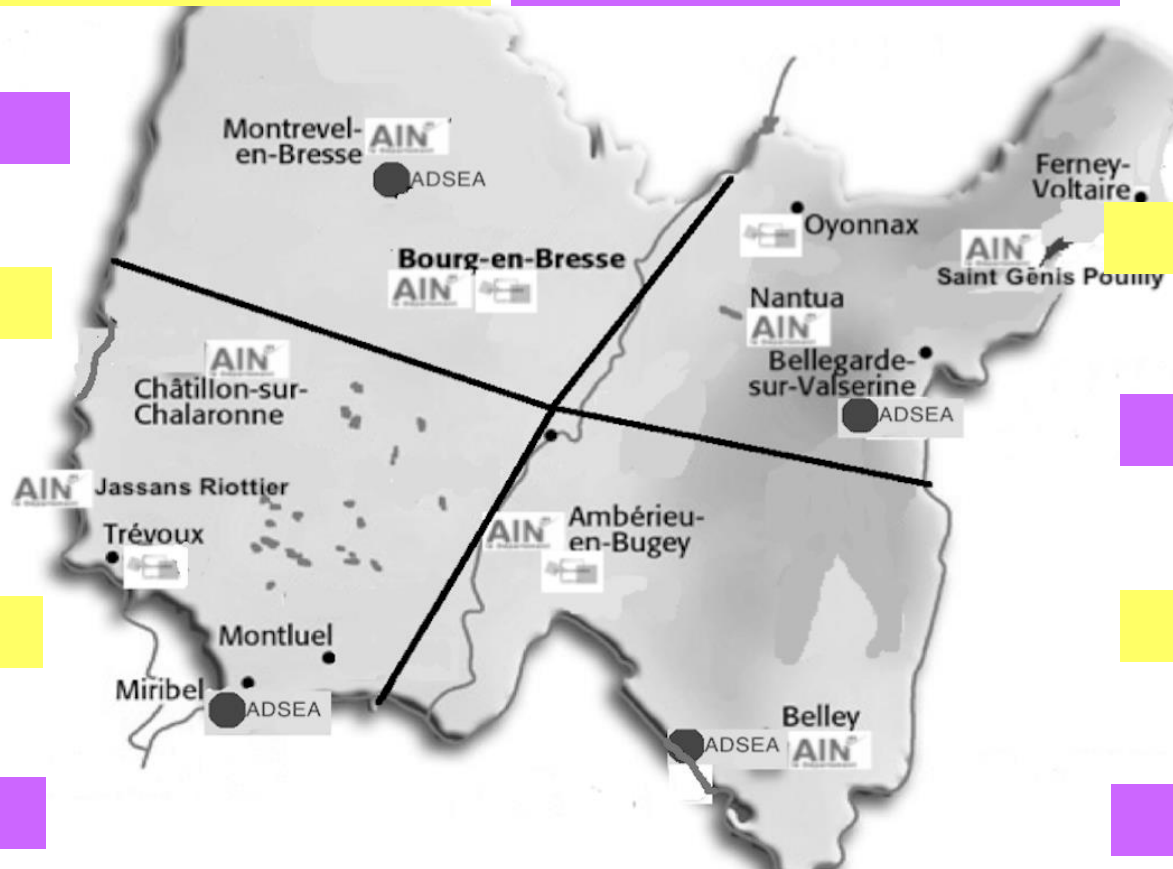 Montrevel-
en-Bresse
AIN
ADSEA
Ferney-
Voltaire
Oyonnax
AIN
Saint Génis Pouilly
Bourg-en-Bresse
AIN
Nantua
AIN
Bellegarde-
sur-Valserine
ADSEA
AIN
Châtillon-sur-
Chalaronne
AIN
Jassans Riottier
Trévoux
AIN
Ambérieu-
en-Bugey
Montluel
Miribel
ADSEA
Belley
ADSEA
AIN